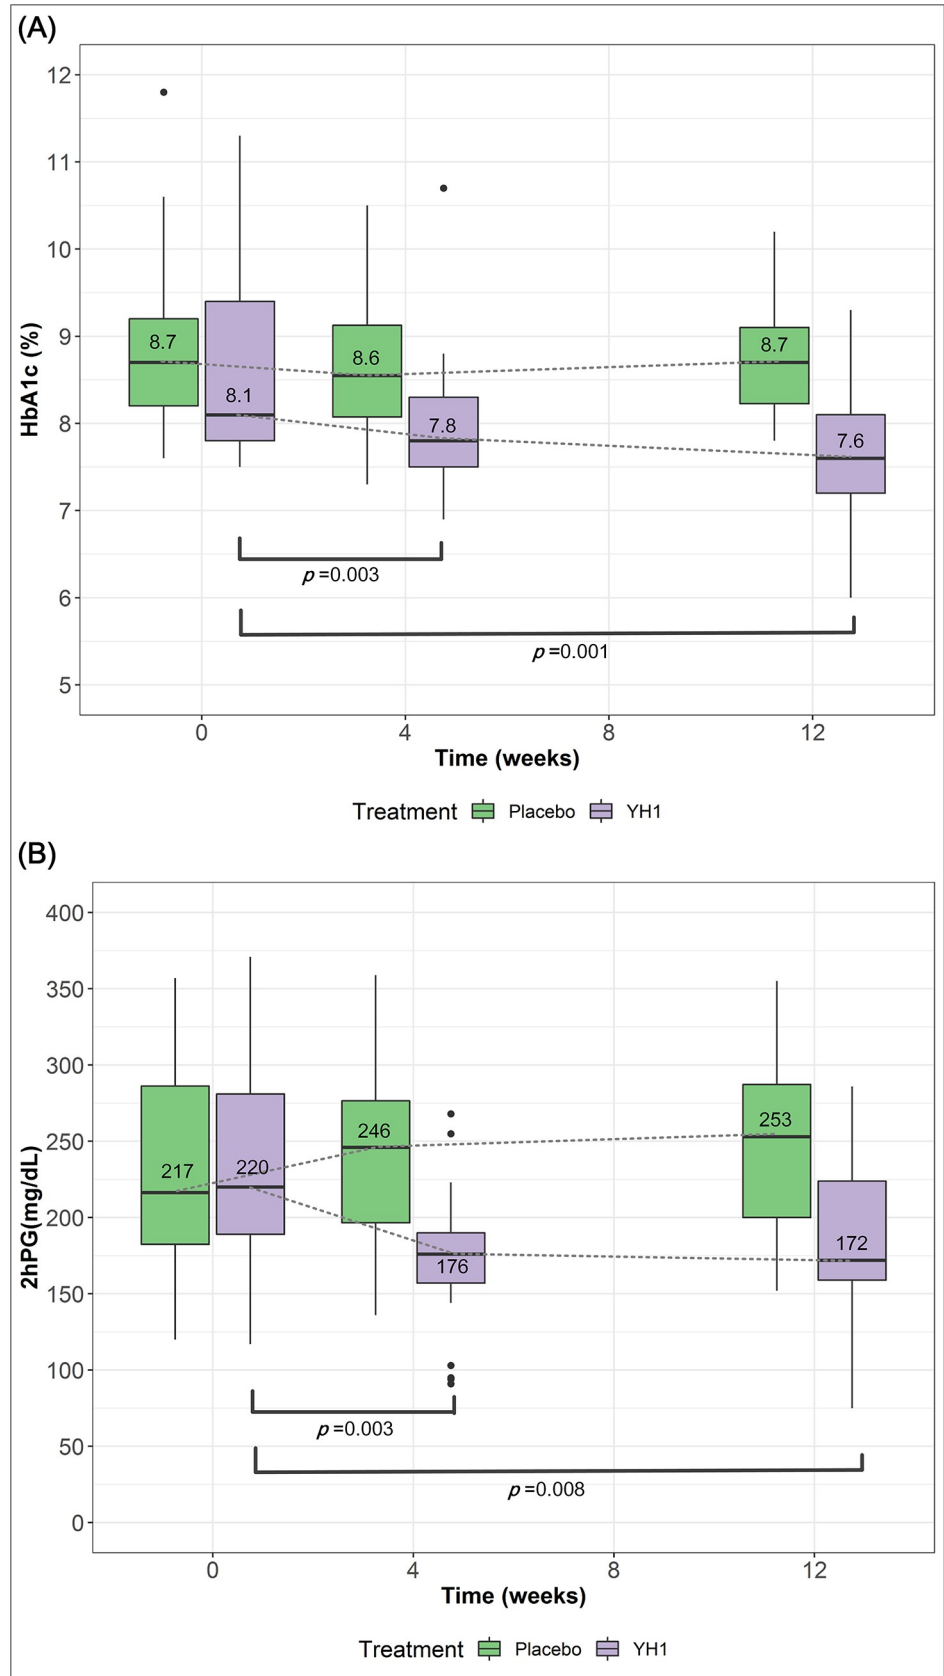 (A)
HbA1c (%)
12
11
10
9
8
7
6
5
8.7
8.1
8.6
7.8
8.7
7.6
p=0.003
p=0.001
0 4 8 12
Time (weeks)
Treatment Placebo YH1
(B)
2hPG(mg/dL)
400
350
300
250
200
150
100
50
0
217
220
246
176
253
172
p=0.003
p=0.008
0 4 8 12
Time (weeks)
Treatment Placebo YH1